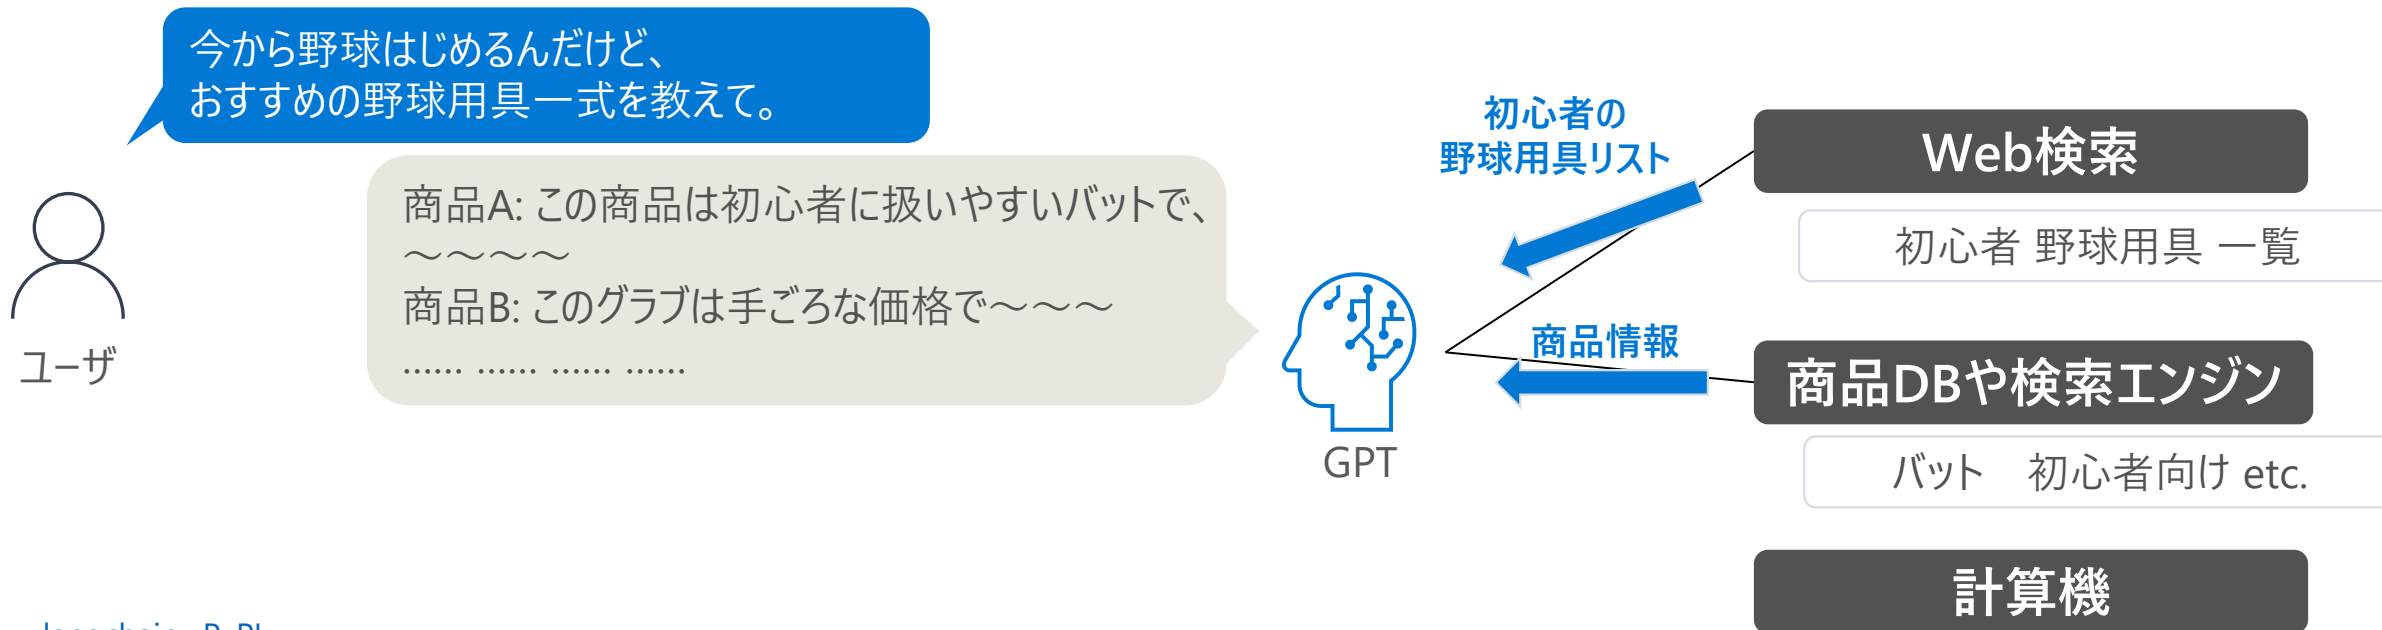 今から野球はじめるんだけど、
おすすめの野球用具一式を教えて。
商品A: この商品は初心者に扱いやすいバットで、
～～～～
商品B: このグラブは手ごろな価格で～～～
…… …… …… ……
ユーザ
GPT
初心者の
野球用具リスト
商品情報
Web検索
初心者 野球用具 一覧
商品DBや検索エンジン
バット　初心者向け etc.
計算機